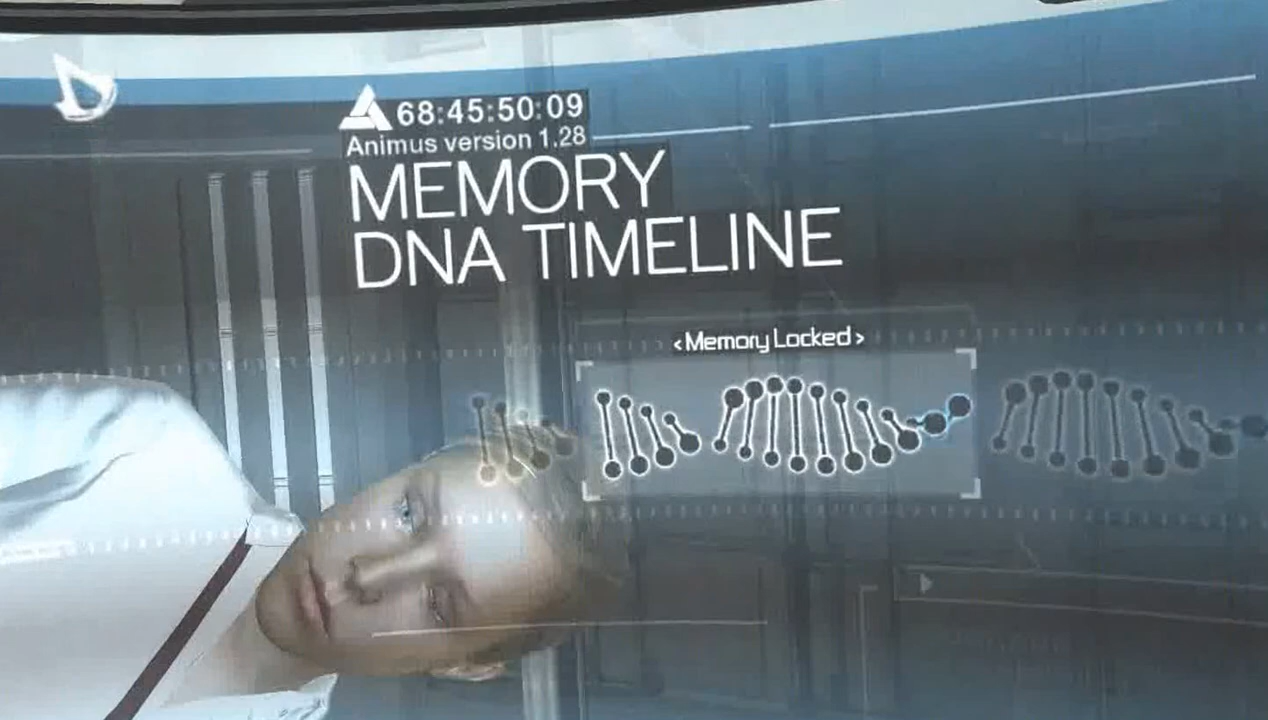 68:45:50:09
Animus version 1.28
MEMORY
DNA TIMELINE
<Memory Locked>